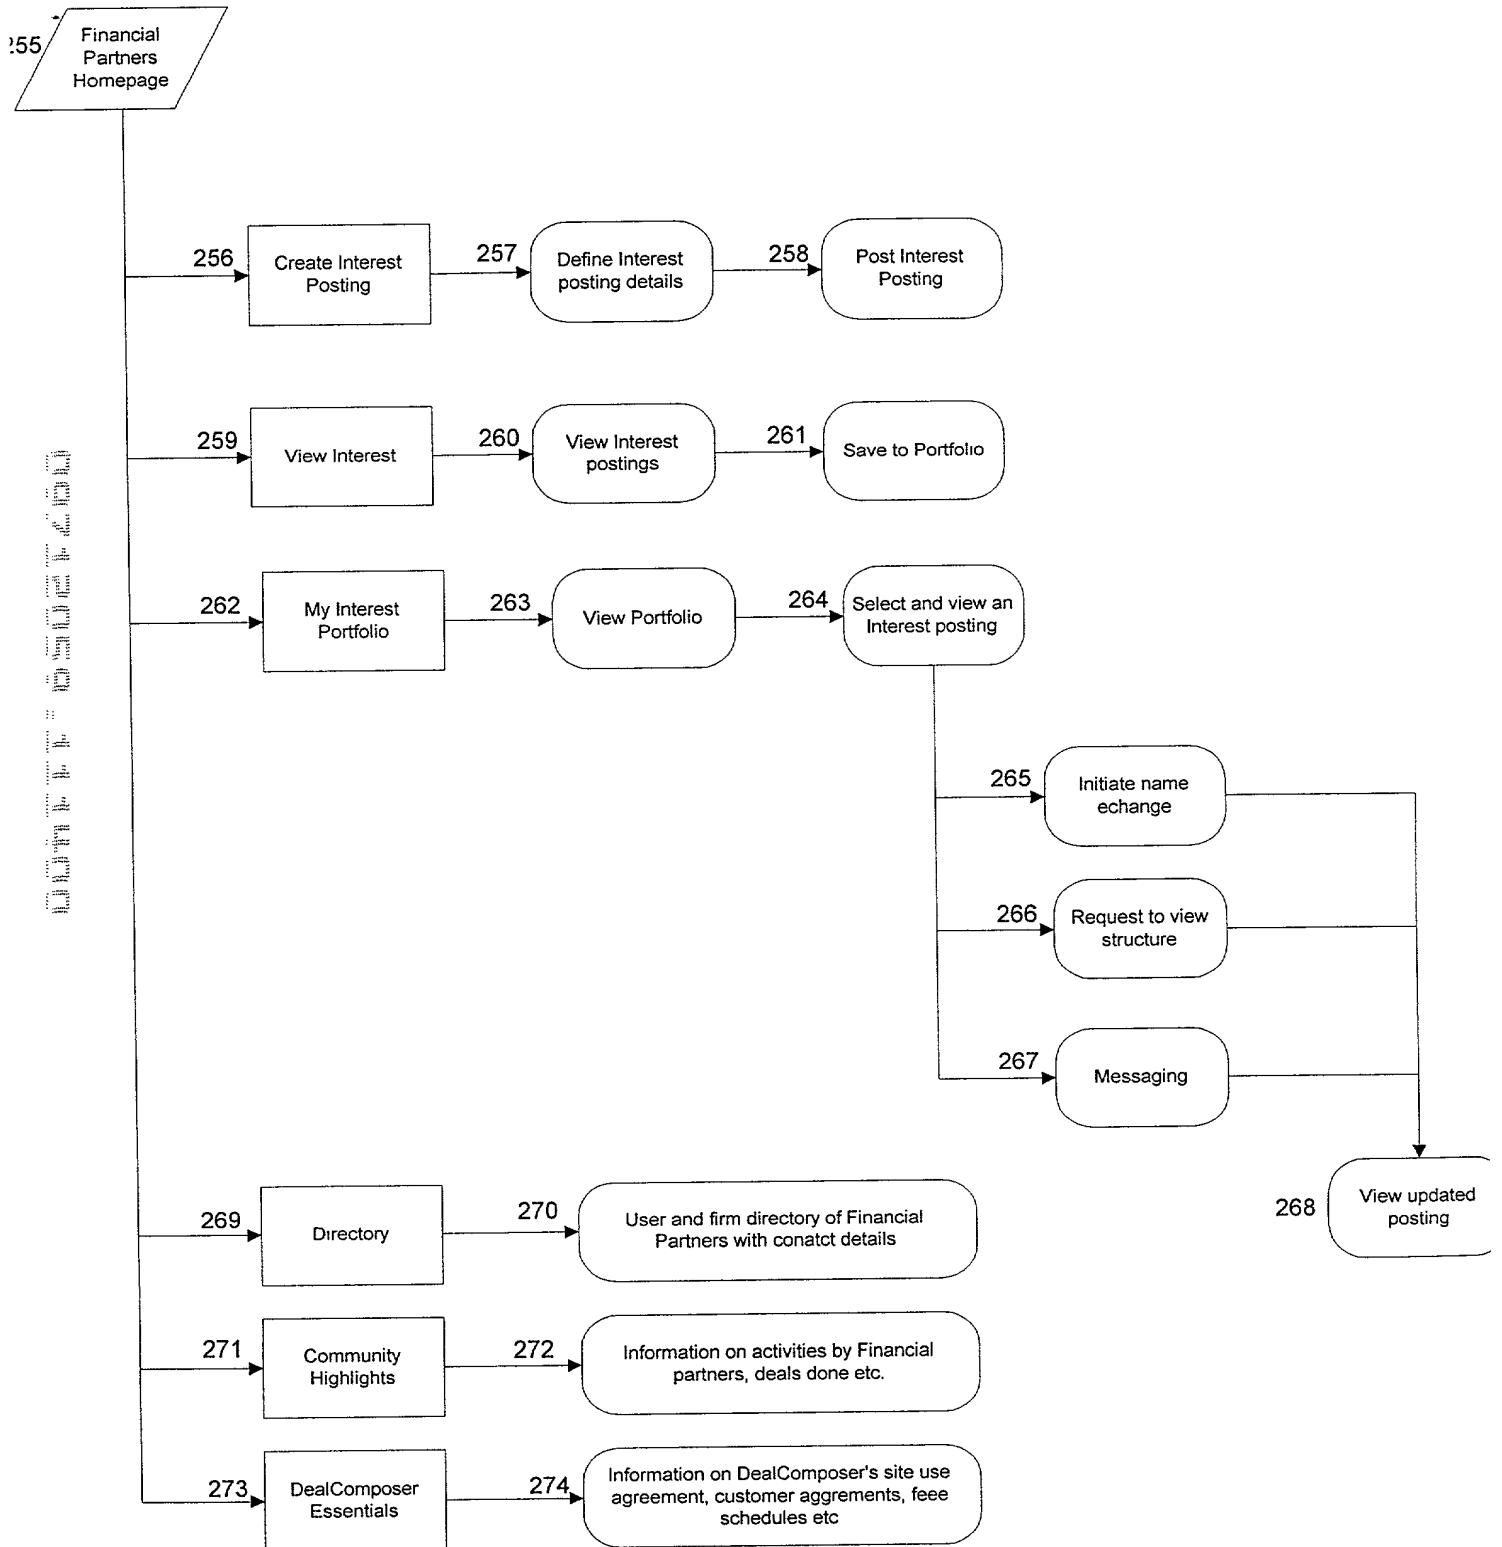 255
Financial
Partners
Homepage
256
Create Interest
Posting
257
Define Interest
posting details
258
Post Interest
Posting
259
View Interest
260
View Interest
postings
261
Save to Portfolio
262
My Interest
Portfolio
263
View Portfolio
264
Select and view an
Interest posting
265
Initiate name
echange
266
Request to view
structure
267
Messaging
268
View updated
posting
269
Directory
270
User and firm directory of Financial
Partners with conatct details
271
Community
Highlights
272
Information on activities by Financial
partners, deals done etc.
273
DealComposer
Essentials
274
Information on DealComposer's site use
agreement, customer aggrements, feee
schedules etc